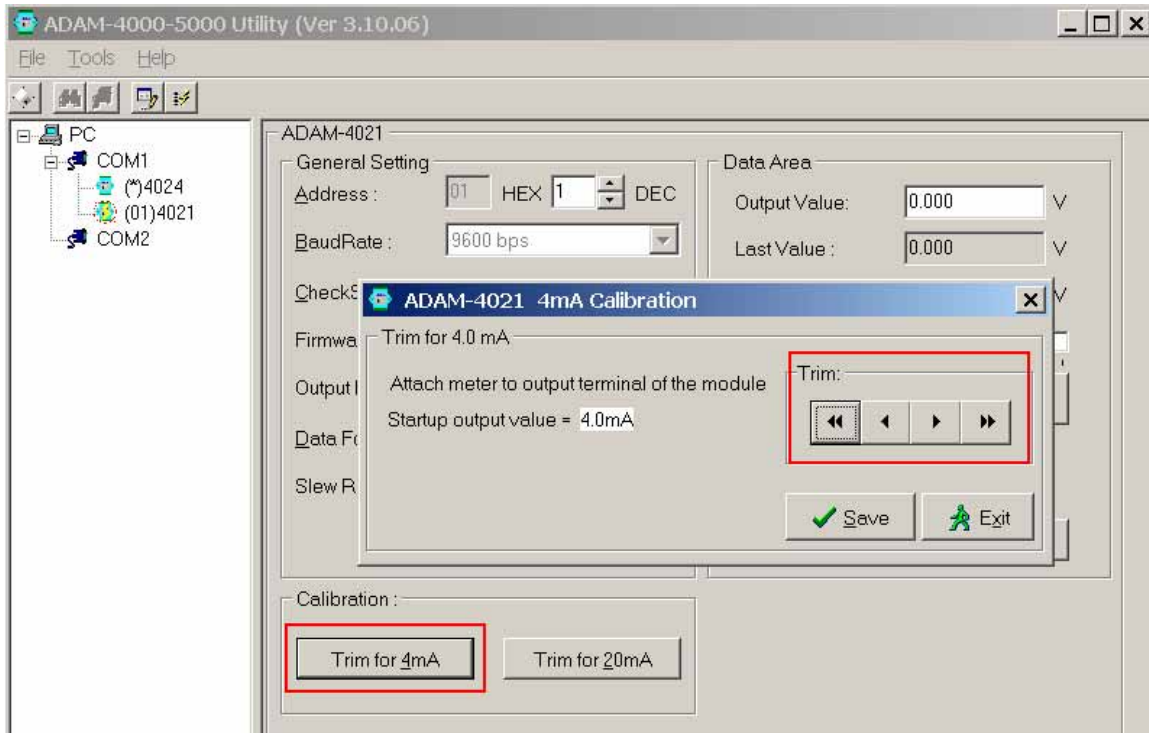 ADAM-4000-5000 Utility (Ver 3.10.06)
File Tools Help
PC
COM1
(*)4024
(01)4021
COM2
ADAM-4021
General Setting
Address : 01 HEX 1 DEC
BaudRate : 9600 bps
CheckS
Firmwa
Output
Data Fo
Slew R
Data Area
Output Value: 0.000 V
Last Value : 0.000 V
V
ADAM-4021 4mA Calibration
Trim for 4.0 mA
Attach meter to output terminal of the module
Startup output value = 4.0mA
Trim:
Save Exit
Calibration :
Trim for 4mA Trim for 20mA